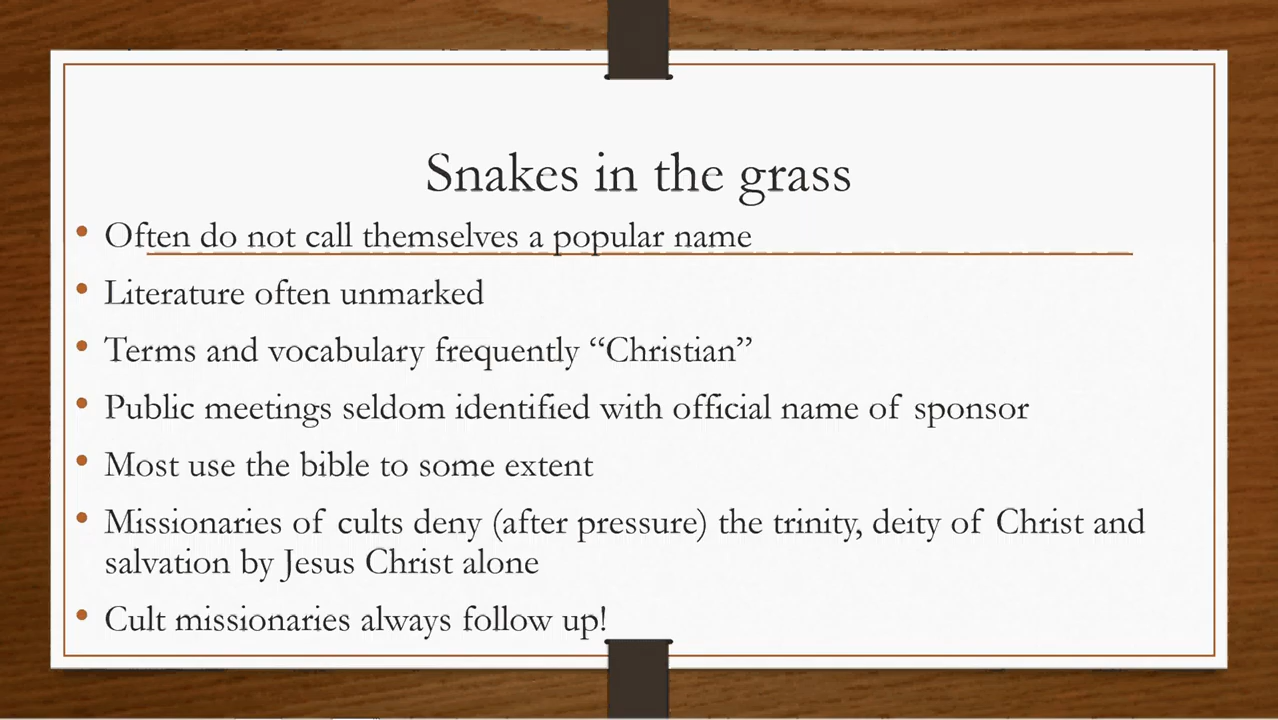 Snakes in the grass
• Often do not call themselves a popular name
• Literature often unmarked
• Terms and vocabulary frequently “Christian”
• Public meetings seldom identified with official name of sponsor
• Most use the bible to some extent
• Missionaries of cults deny (after pressure) the trinity, deity of Christ and
salvation by Jesus Christ alone
• Cult missionaries always follow up!